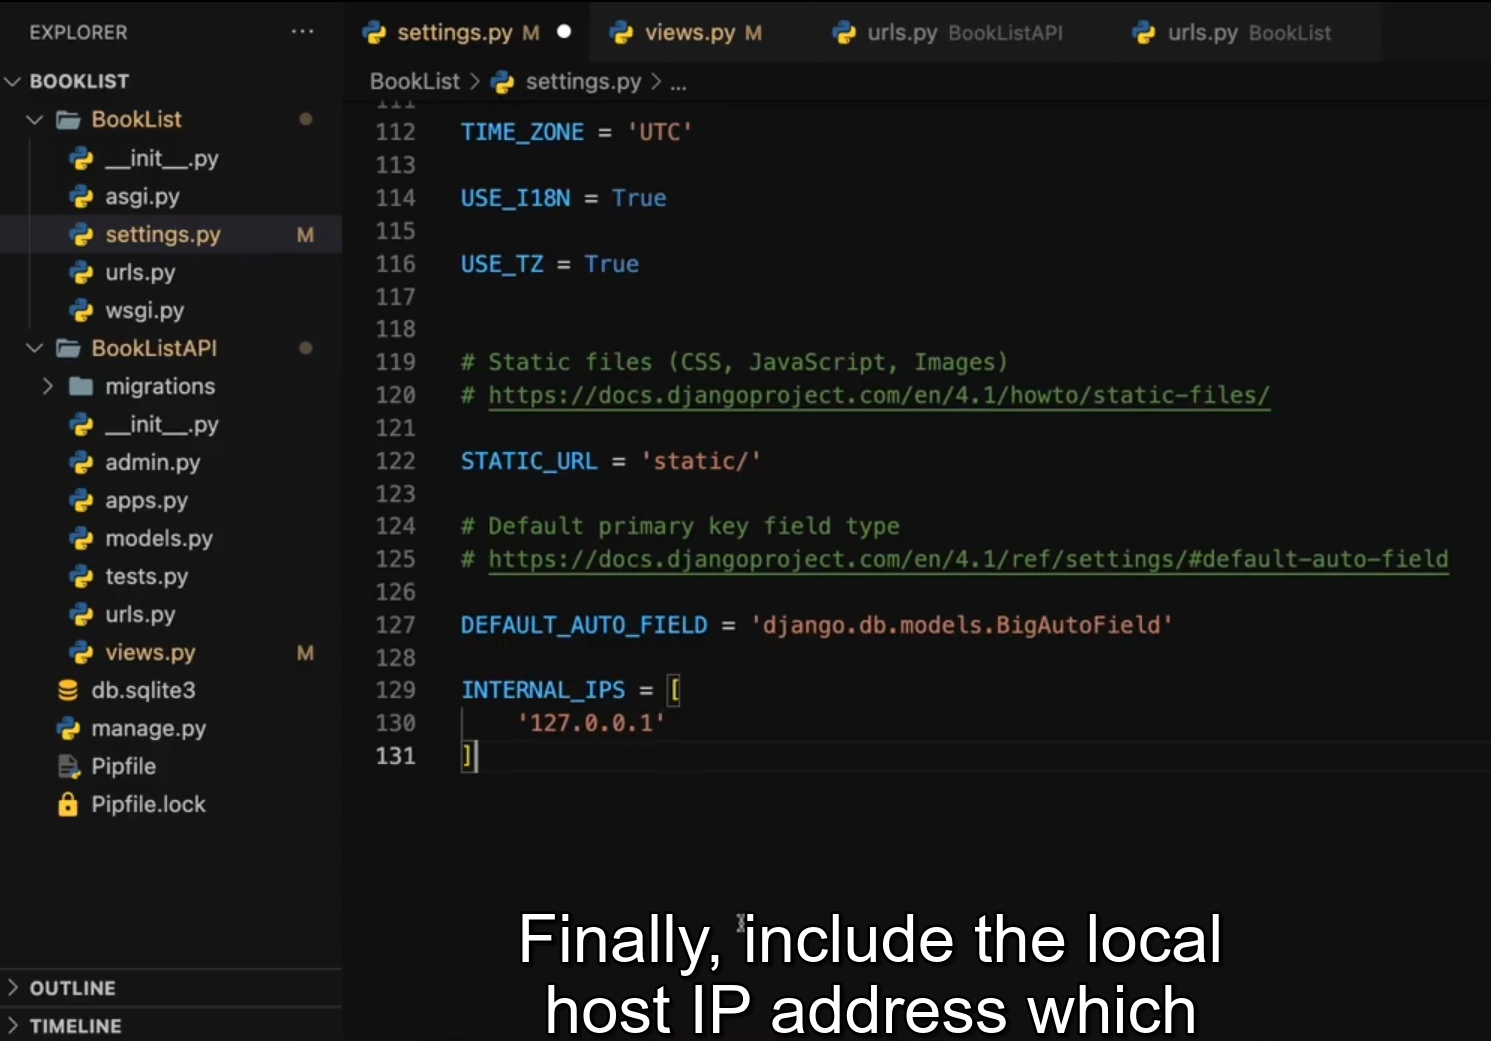 EXPLORER
BOOKLIST
BookList
__init__.py
asgi.py
settings.py M
urls.py
wsgi.py
BookListAPI
migrations
__init__.py
admin.py
apps.py
models.py
tests.py
urls.py
views.py M
db.sqlite3
manage.py
Pipfile
Pipfile.lock
OUTLINE
TIMELINE
settings.py M views.py M urls.py BookListAPI urls.py BookList
BookList > settings.py > ...
111
112 TIME_ZONE = 'UTC'
113
114 USE_I18N = True
115
116 USE_TZ = True
117
118
119 # Static files (CSS, JavaScript, Images)
120 # https://docs.djangoproject.com/en/4.1/howto/static-files/
121
122 STATIC_URL = 'static/'
123
124 # Default primary key field type
125 # https://docs.djangoproject.com/en/4.1/ref/settings/#default-auto-field
126
127 DEFAULT_AUTO_FIELD = 'django.db.models.BigAutoField'
128
129 INTERNAL_IPS = [
130 '127.0.0.1'
131 ]
Finally, include the local
host IP address which